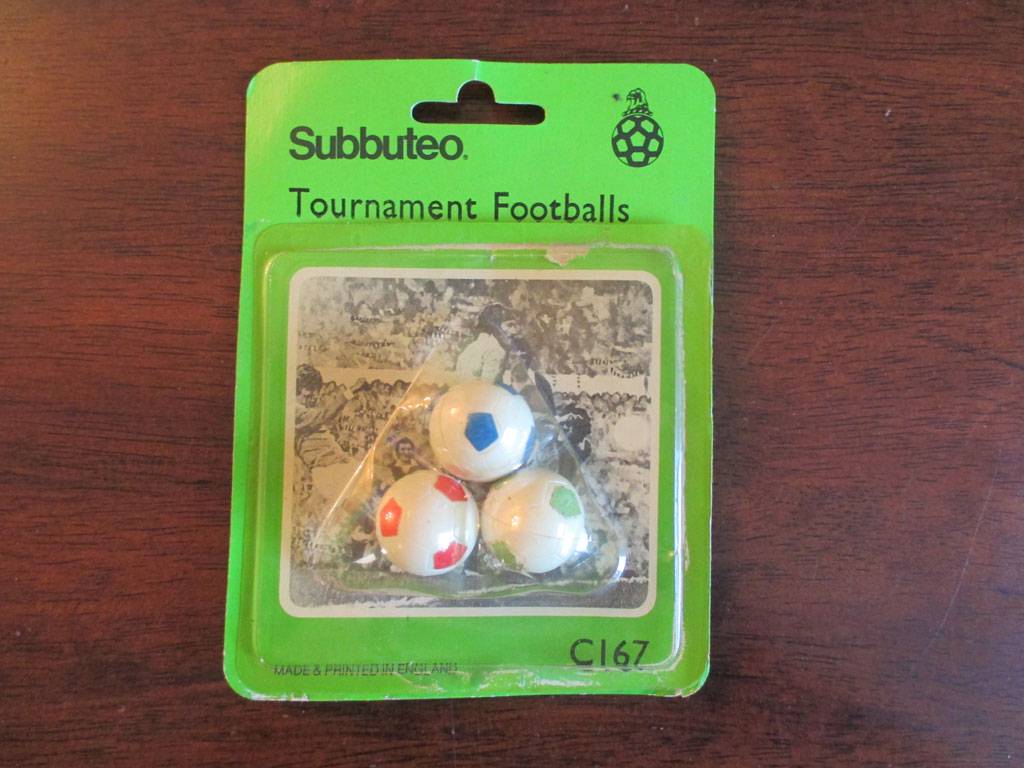 Subbuteo®
Tournament Footballs
C167
MADE & PRINTED IN ENGLAND